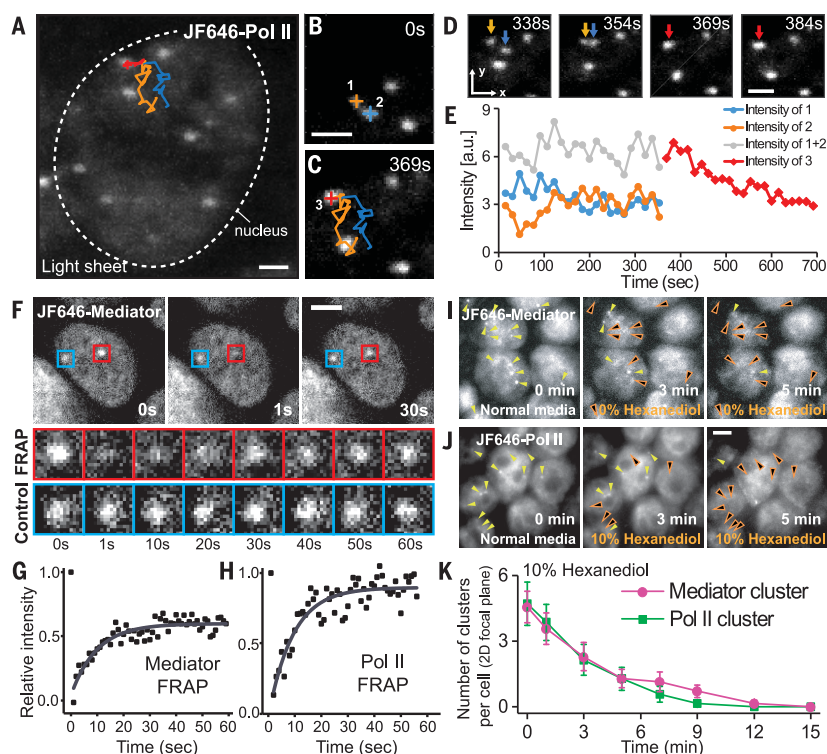 A
JF646-Pol II
nucleus
Light sheet
B
0s
1
2
C
369s
3
D
338s
354s
369s
384s
y
x
E
Intensity of 1
Intensity of 2
Intensity of 1+2
Intensity of 3
Intensity [a.u.]
9
6
3
0
0 100 200 300 400 500 600 700
Time (sec)
F
JF646-Mediator
0s
1s
30s
FRAP
Control
0s 1s 10s 20s 30s 40s 50s 60s
G
Relative intensity
1.0
0.5
0.0
Mediator
FRAP
0 10 20 30 40 50 60
Time (sec)
H
1.0
0.5
0.0
Pol II
FRAP
0 10 20 30 40 50 60
Time (sec)
I
JF646-Mediator
0 min
Normal media
3 min
10% Hexanediol
5 min
10% Hexanediol
J
JF646-Pol II
0 min
Normal media
3 min
10% Hexanediol
5 min
10% Hexanediol
K
10% Hexanediol
Mediator cluster
Pol II cluster
Number of clusters
per cell (2D focal plane)
6
3
0
0 3 6 9 12 15
Time (min)